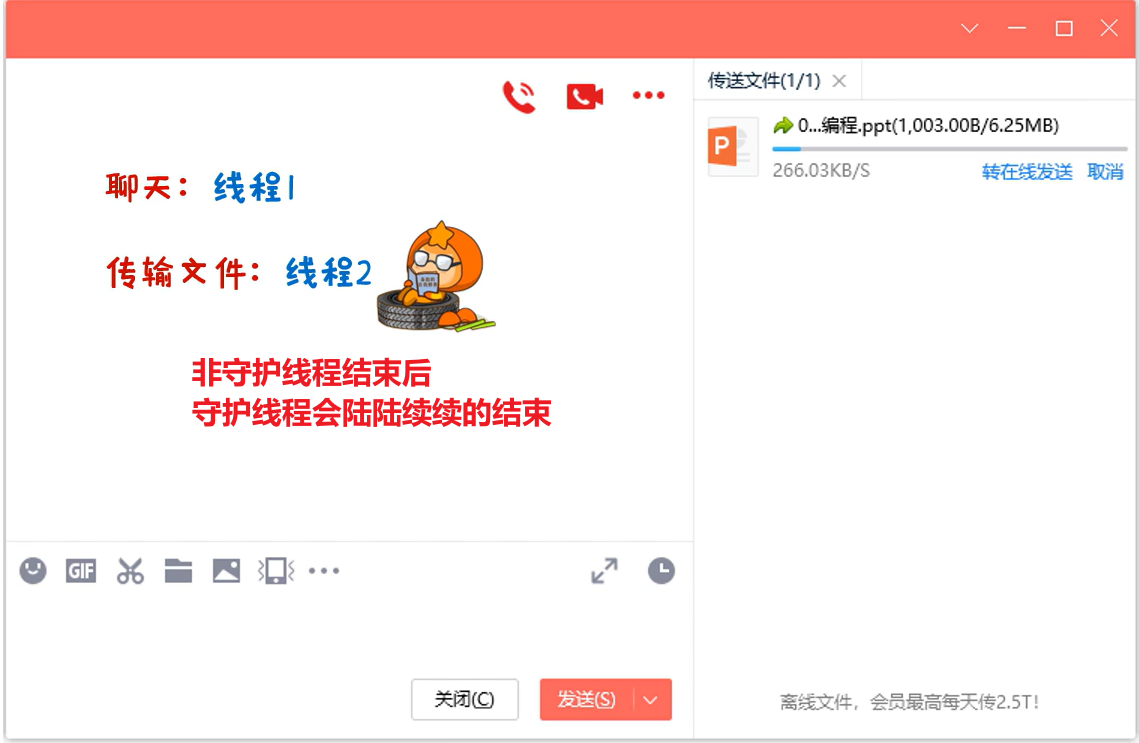 传送文件(1/1)
0...编程.ppt(1,003.00B/6.25MB)
P
266.03KB/S
转在线发送 取消
聊天：线程1
传输文件：线程2
非守护线程结束后
守护线程会陆陆续续的结束
GIF
关闭(C)
发送(S)
离线文件，会员最高每天传2.5T!